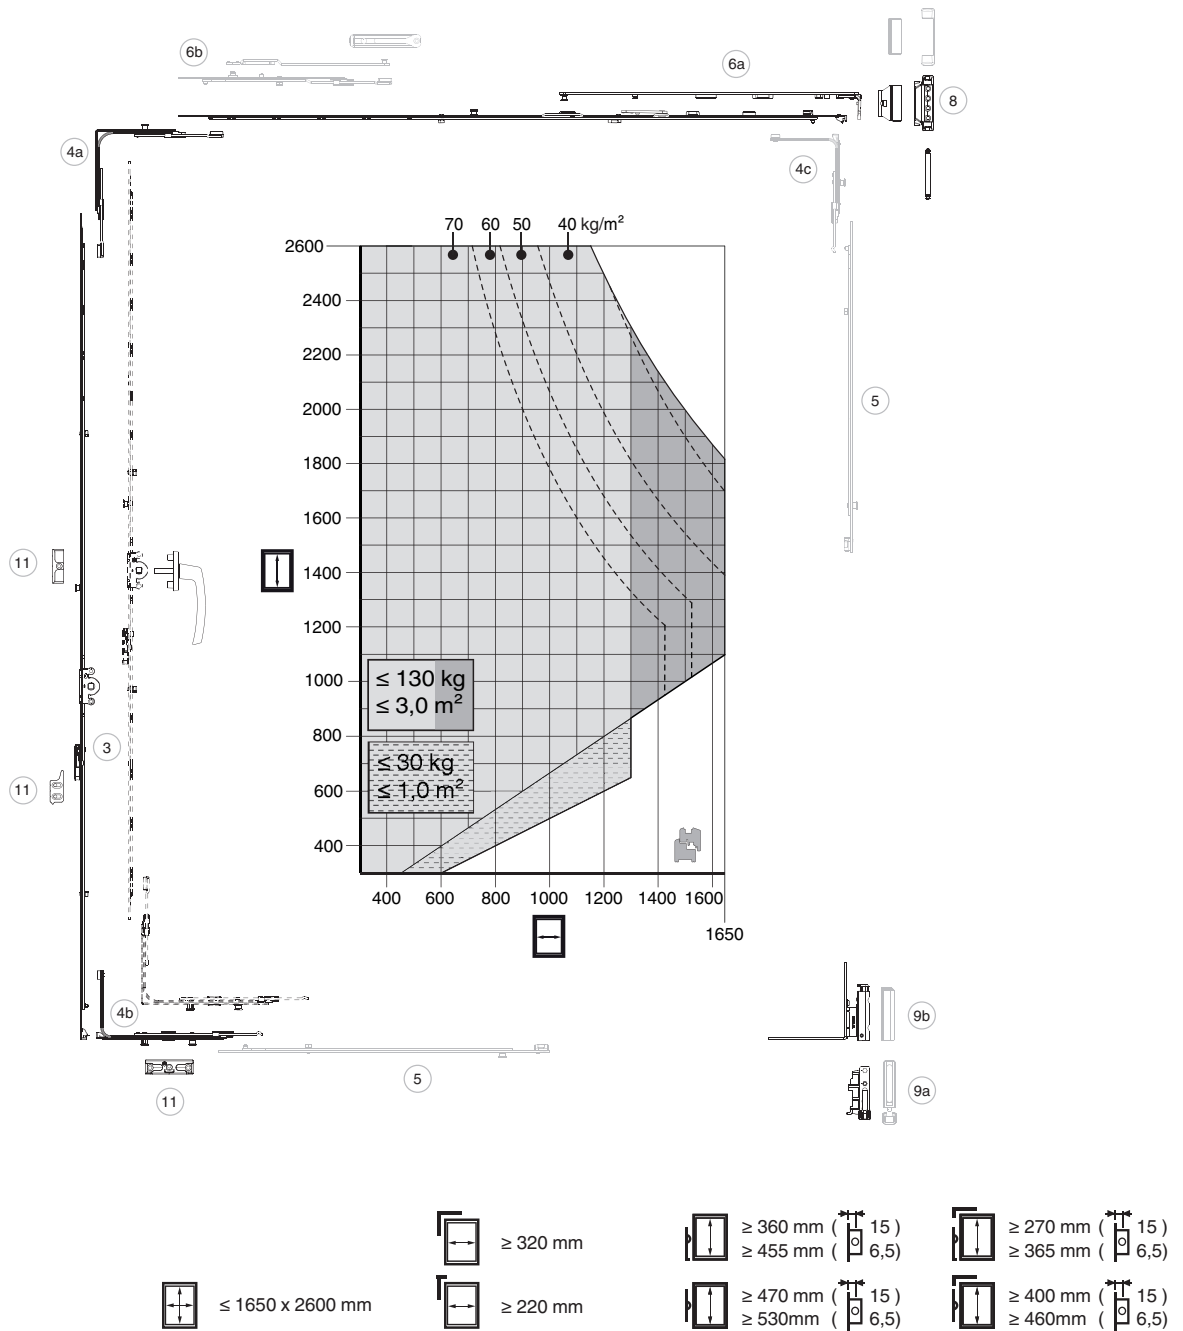 6b
6a
8
4a
4c
70 60 50 40 kg/m²
2600
2400
2200
2000
1800
1600
1400
1200
1000
800
600
400
5
11
3
11
≤ 130 kg
≤ 3,0 m²
≤ 30 kg
≤ 1,0 m²
400 600 800 1000 1200 1400 1600
1650
4b
9b
5
9a
11
≥ 320 mm
≥ 360 mm ( 15 )
≥ 455 mm ( 6,5)
≥ 270 mm ( 15 )
≥ 365 mm ( 6,5)
≤ 1650 x 2600 mm
≥ 220 mm
≥ 470 mm ( 15 )
≥ 530mm ( 6,5)
≥ 400 mm ( 15 )
≥ 460mm ( 6,5)